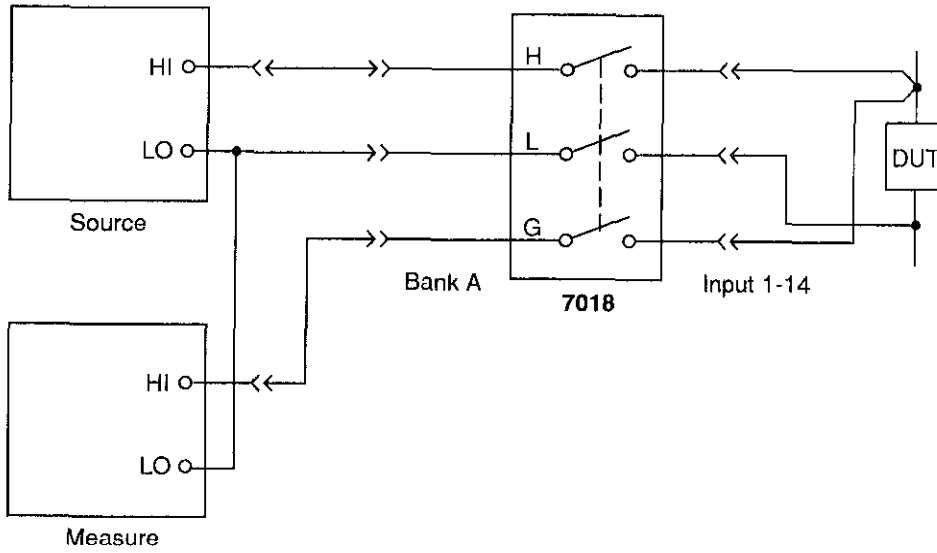 HI
H
LO
L
DUT
Source
G
Bank A
Input 1-14
7018
HI
LO
Measure